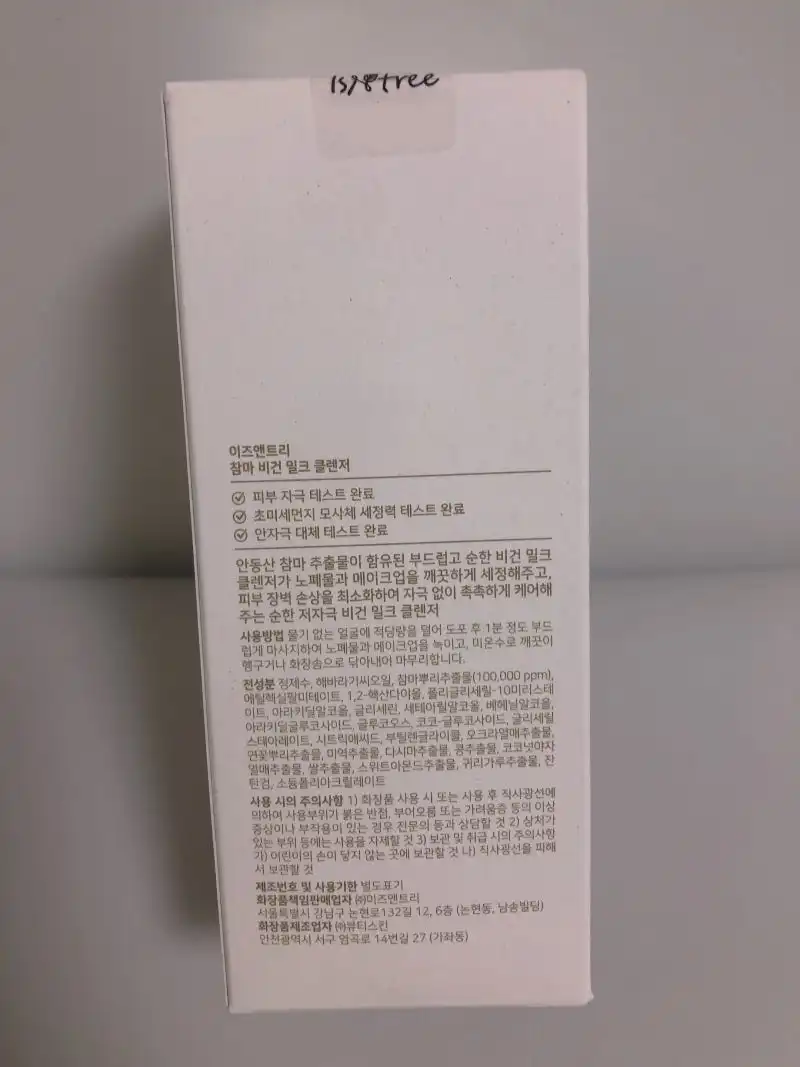 이즈앤트리
참마 비건 밀크 클렌저
피부 자극 테스트 완료
초미세먼지 모사체 세정력 테스트 완료
안자극 대체 테스트 완료
안동산 참마 추출물이 함유된 부드럽고 순한 비건 밀크
클렌저가 노폐물과 메이크업을 깨끗하게 세정해주고,
피부 장벽 손상을 최소화하여 자극 없이 촉촉하게 케어해
주는 순한 저자극 비건 밀크 클렌저
사용방법 물기 없는 얼굴에 적당량을 덜어 도포 후 1분 정도 부드
럽게 마사지하여 노폐물과 메이크업을 녹이고, 미온수로 깨끗이
헹구거나 화장솜으로 닦아내어 마무리합니다.
전성분 정제수, 해바라기씨오일, 참마뿌리추출물(100,000 ppm),
에틸헥실팔미테이트, 1,2-헥산다이올, 폴리글리세릴-10미리스테
이트, 아라키딜알코올, 글리세린, 세테아릴알코올, 베헤닐알코올,
아라키딜글루코사이드, 글루코오스, 코코-글루코사이드, 글리세릴
스테아레이트, 시트릭애씨드, 부틸렌글라이콜, 오크라열매추출물,
연꽃뿌리추출물, 미역추출물, 다시마추출물, 콩추출물, 코코넛야자
열매추출물, 쌀추출물, 스위트아몬드추출물, 귀리가루추출물, 잔
탄검, 소듐폴리아크릴레이트
사용 시의 주의사항 1) 화장품 사용 시 또는 사용 후 직사광선에
의하여 사용부위가 붉은 반점, 부어오름 또는 가려움증 등의 이상
증상이나 부작용이 있는 경우 전문의 등과 상담할 것 2) 상처가
있는 부위 등에는 사용을 자제할 것 3) 보관 및 취급 시의 주의사항
가) 어린이의 손이 닿지 않는 곳에 보관할 것 나) 직사광선을 피해
서 보관할 것
제조번호 및 사용기한 별도표기
화장품책임판매업자 ㈜이즈앤트리
서울특별시 강남구 논현로132길 12, 6층 (논현동, 남송빌딩)
화장품제조업자 ㈜뷰티스킨
인천광역시 서구 염곡로 14번길 27 (가좌동)